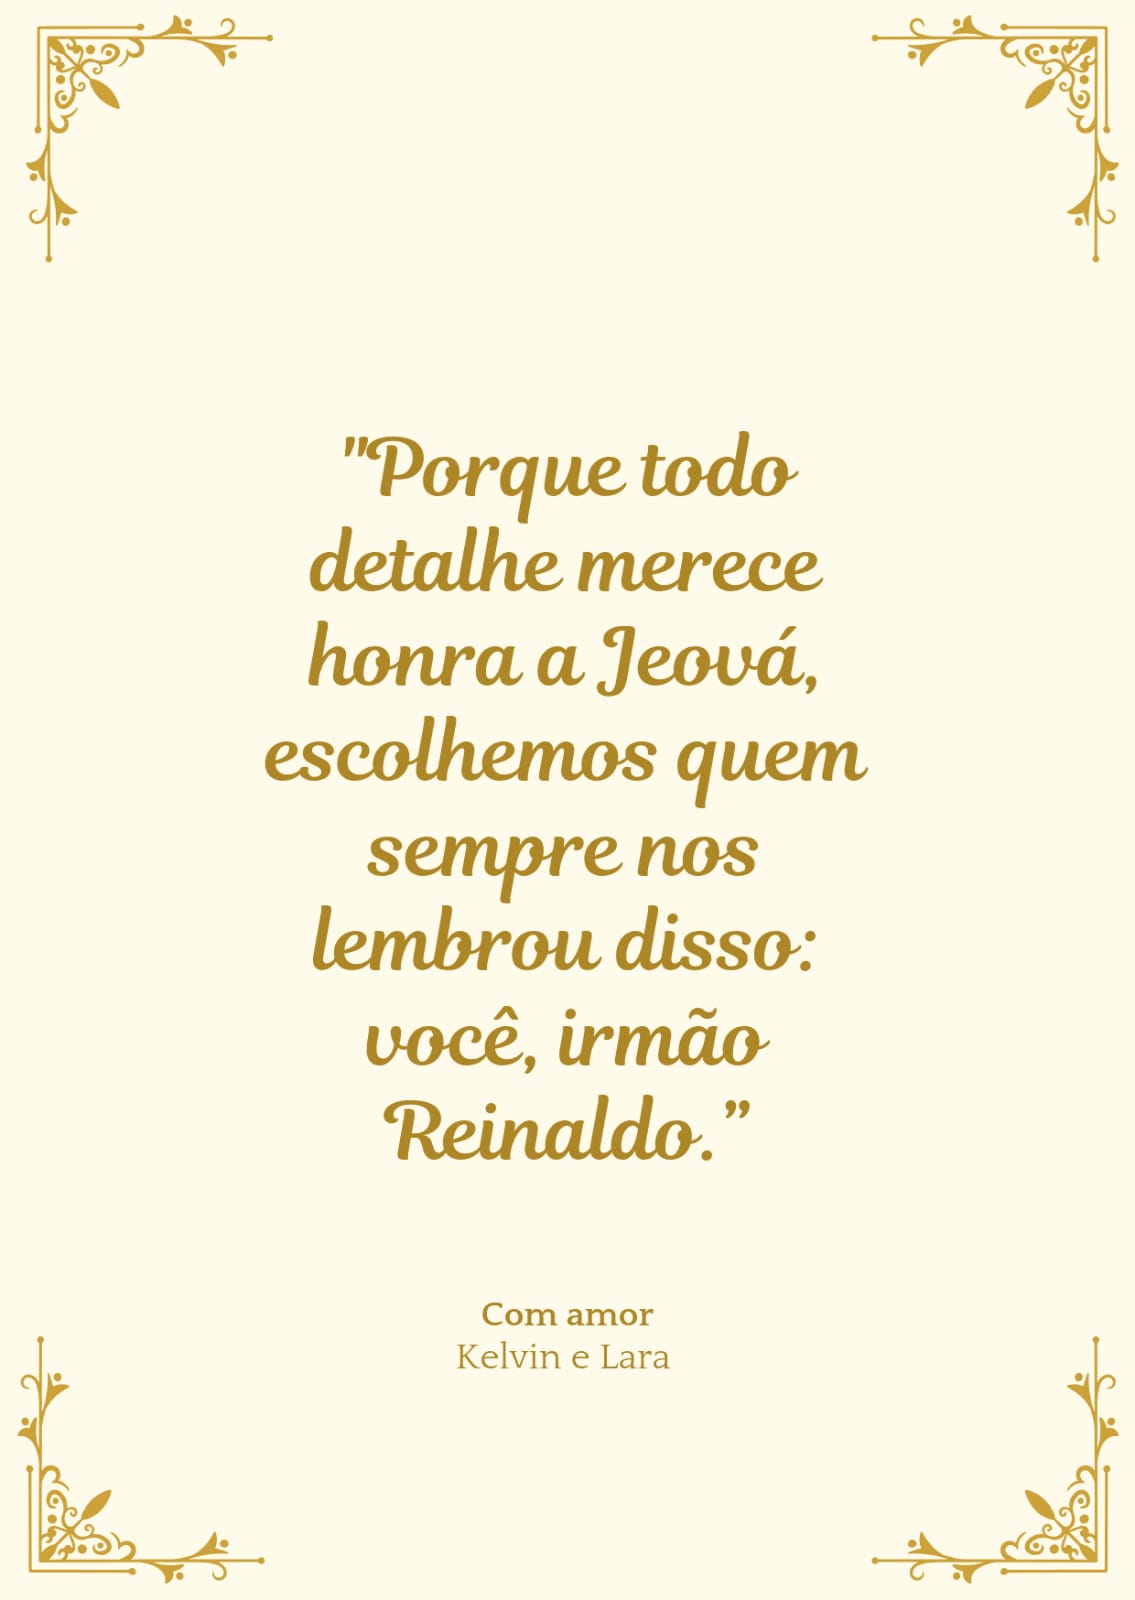 "Porque todo
detalhe merece
honra a Jeová,
escolhemos quem
sempre nos
lembrou disso:
você, irmão
Reinaldo.”
Com amor
Kelvin e Lara